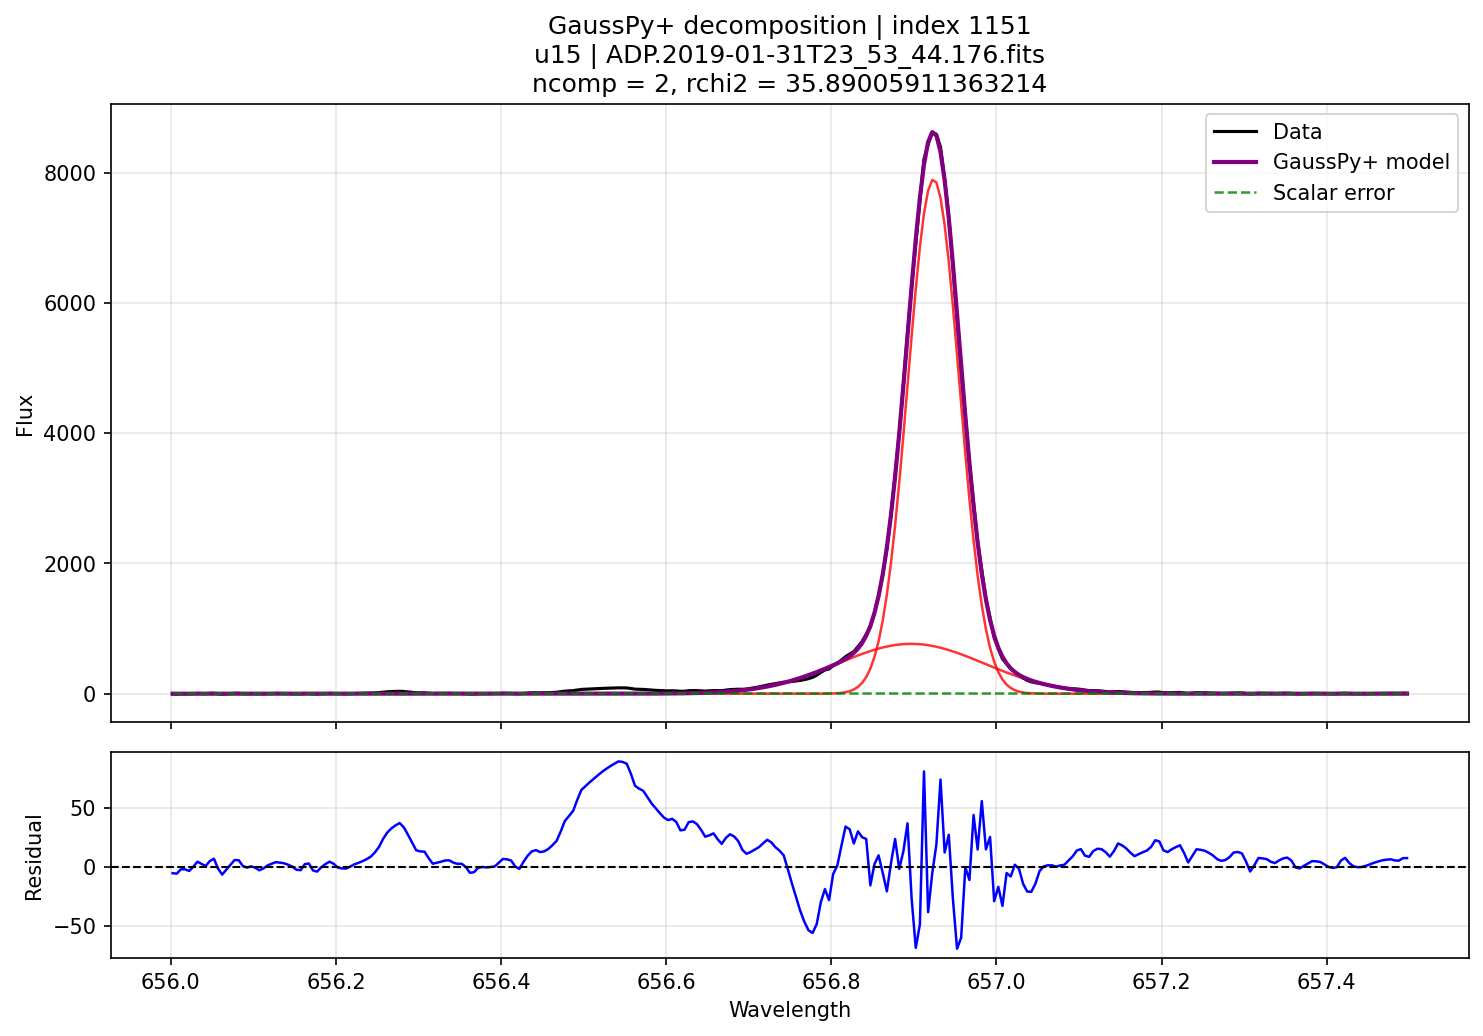 GaussPy+ decomposition | index 1151
u15 | ADP.2019-01-31T23_53_44.176.fits
ncomp = 2, rchi2 = 35.89005911363214
Data
GaussPy+ model
Scalar error
Flux
8000
6000
4000
2000
0
Residual
50
0
−50
656.0
656.2
656.4
656.6
656.8
657.0
657.2
657.4
Wavelength